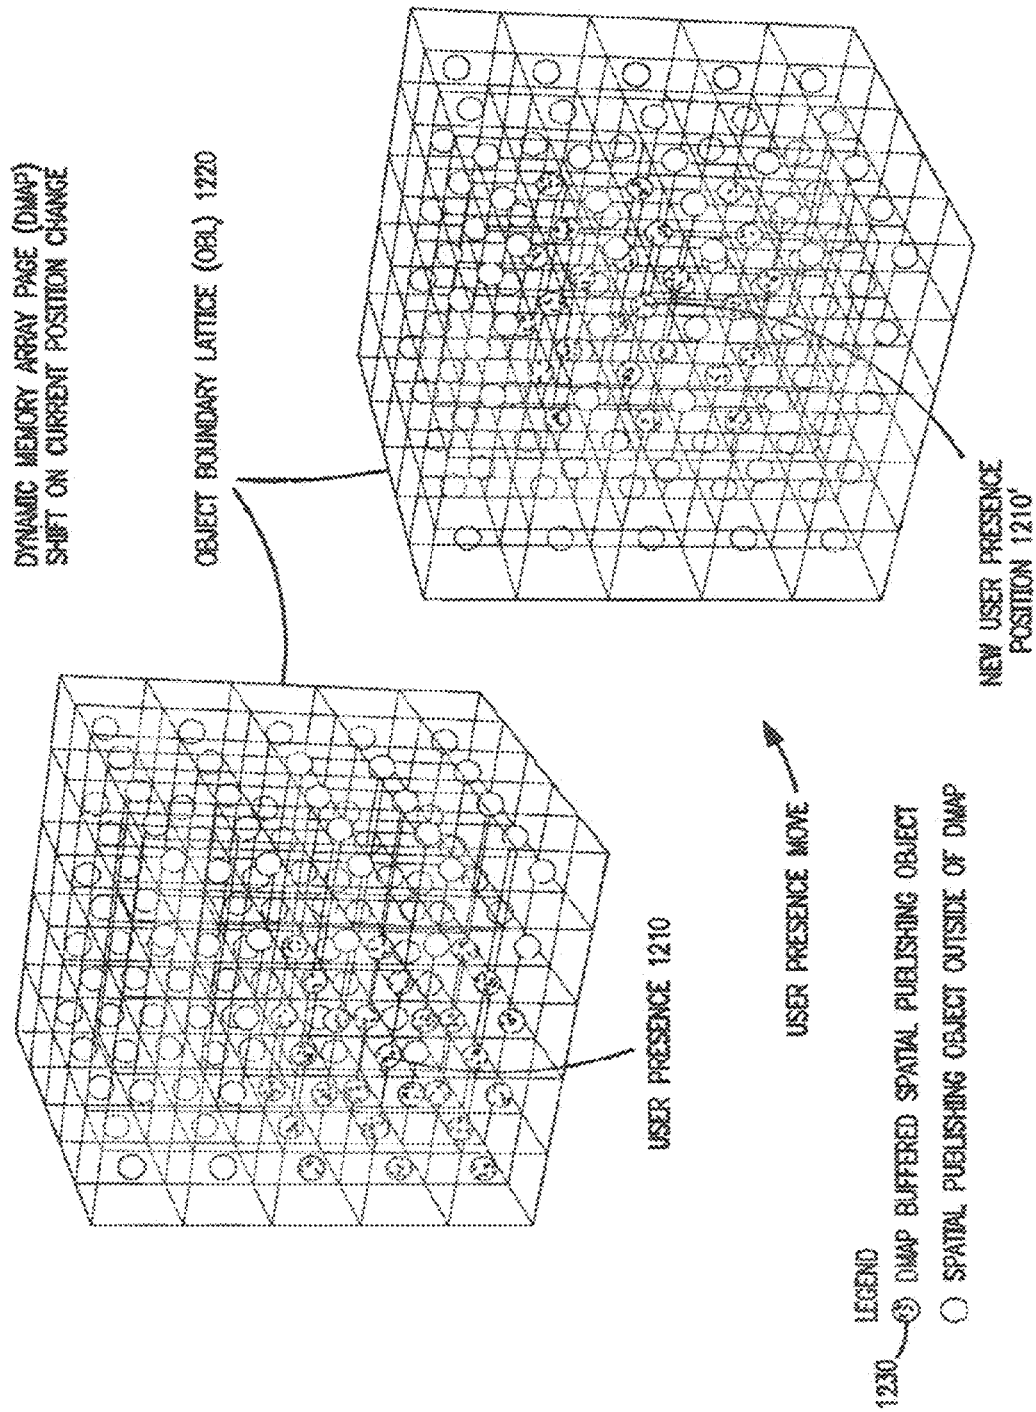 DYNAMIC MEMORY ARRAY PAGE (DMAP)
SHIFT ON CURRENT POSITION CHANGE
OBJECT BOUNDARY LATTICE (OBL) 1220
USER PRESENCE 1210
USER PRESENCE MOVE
NEW USER PRESENCE
POSITION 1210'
LEGEND
1230
DMAP BUFFERED SPATIAL PUBLISHING OBJECT
SPATIAL PUBLISHING OBJECT OUTSIDE OF DMAP